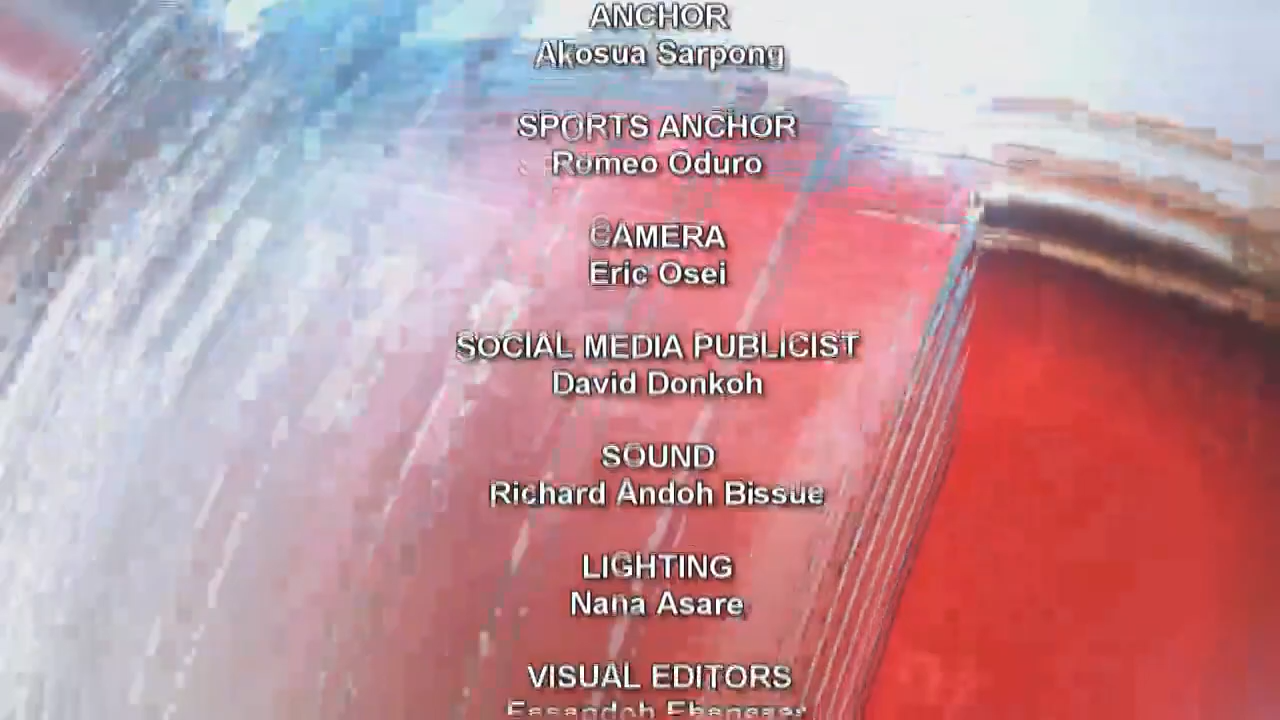 ANCHOR
Akosua Sarpong
SPORTS ANCHOR
Romeo Oduro
CAMERA
Eric Osei
SOCIAL MEDIA PUBLICIST
David Donkoh
SOUND
Richard Andoh Bissue
LIGHTING
Nana Asare
VISUAL EDITORS